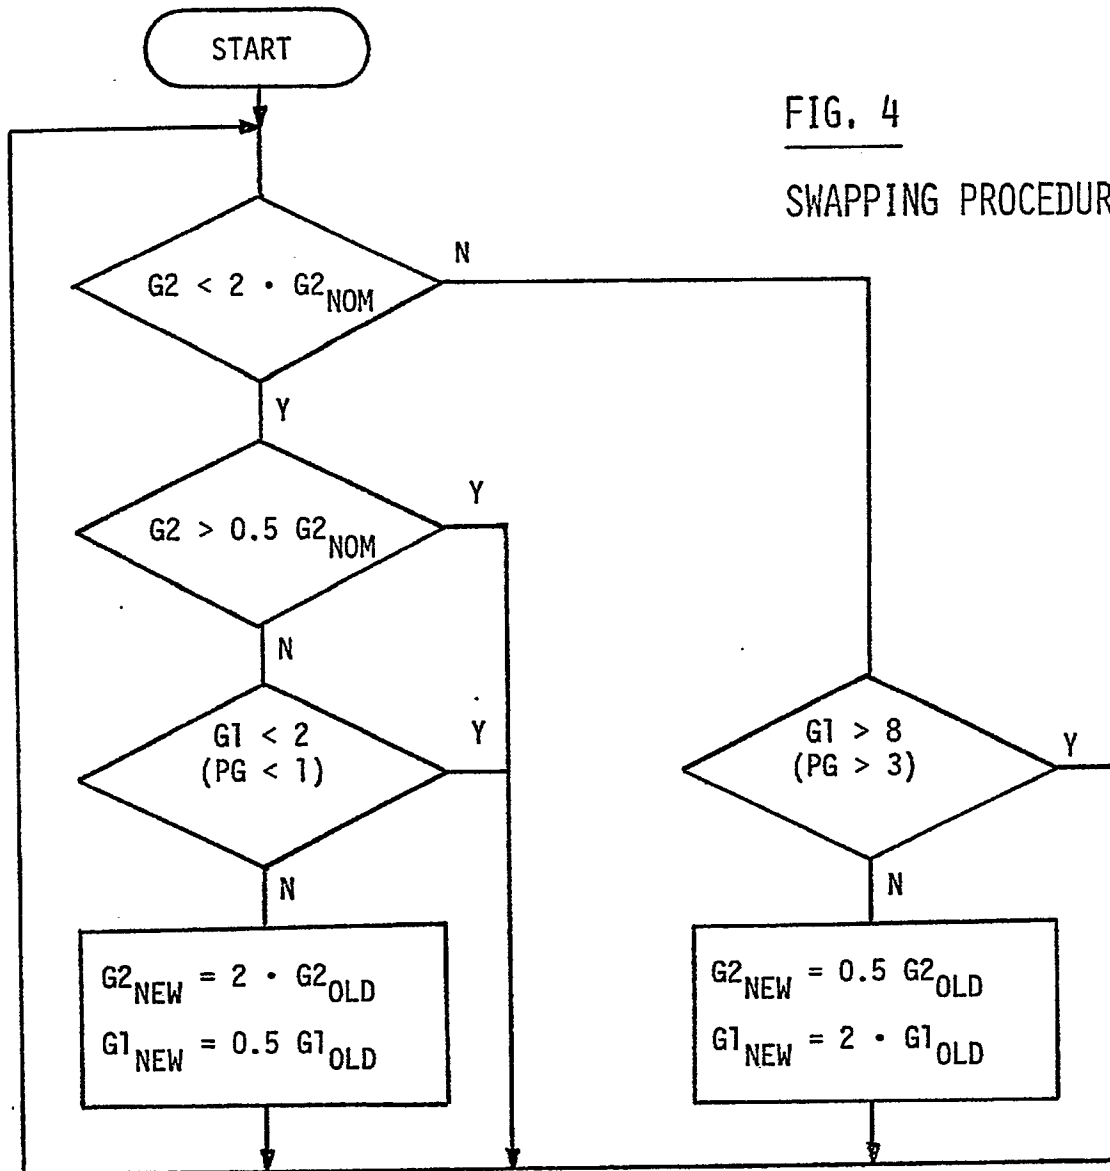 START
FIG. 4
SWAPPING PROCEDUR
G2 < 2 · G2NOM
N
Y
G2 > 0.5 G2NOM
Y
N
G1 < 2
(PG < 1)
Y
N
G1 > 8
(PG > 3)
Y
N
G2NEW = 2 · G2OLD
G1NEW = 0.5 G1OLD
G2NEW = 0.5 G2OLD
G1NEW = 2 · G1OLD